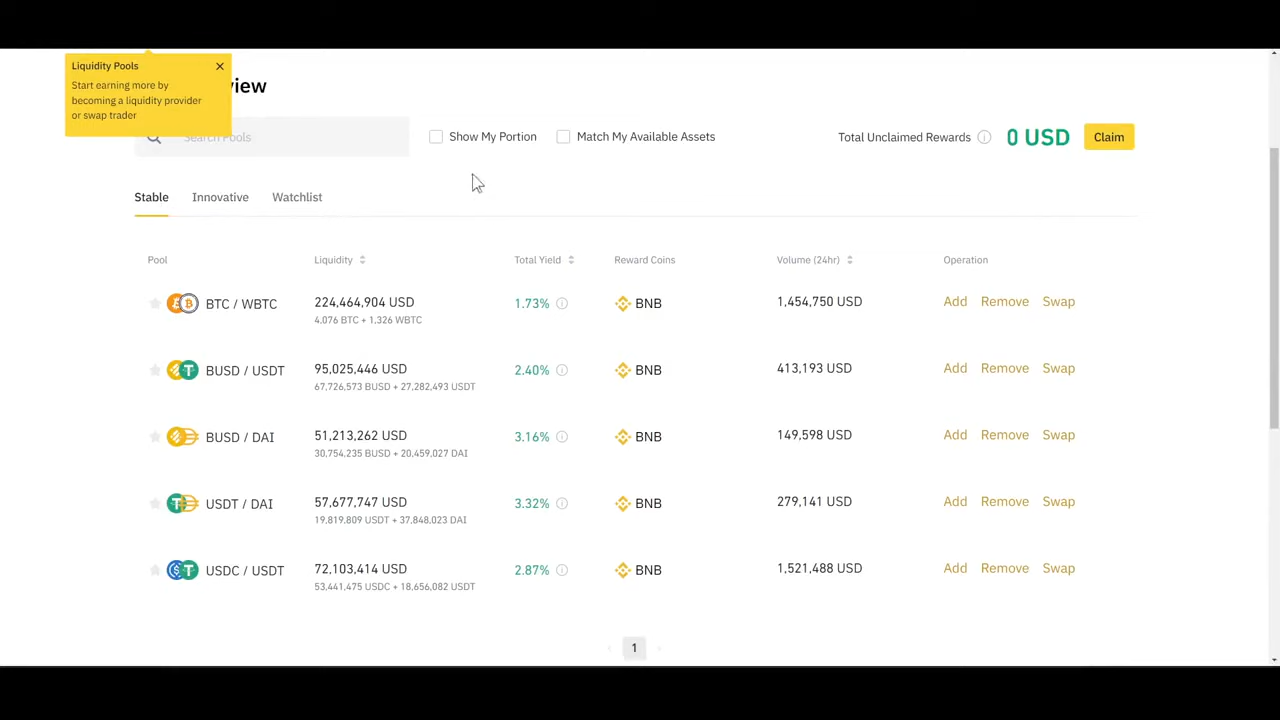 Liquidity Pools
Start earning more by
becoming a liquidity provider
or swap trader
view
Search Pools
Show My Portion
Match My Available Assets
Total Unclaimed Rewards
0 USD
Claim
Stable
Innovative
Watchlist
Pool
Liquidity
Total Yield
Reward Coins
Volume (24hr)
Operation
BTC / WBTC
224,464,904 USD
4,076 BTC + 1,326 WBTC
1.73%
BNB
1,454,750 USD
Add
Remove
Swap
BUSD / USDT
95,025,446 USD
67,726,573 BUSD + 27,282,493 USDT
2.40%
BNB
413,193 USD
Add
Remove
Swap
BUSD / DAI
51,213,262 USD
30,754,235 BUSD + 20,459,027 DAI
3.16%
BNB
149,598 USD
Add
Remove
Swap
USDT / DAI
57,677,747 USD
19,819,809 USDT + 37,848,023 DAI
3.32%
BNB
279,141 USD
Add
Remove
Swap
USDC / USDT
72,103,414 USD
53,441,475 USDC + 18,656,082 USDT
2.87%
BNB
1,521,488 USD
Add
Remove
Swap
1